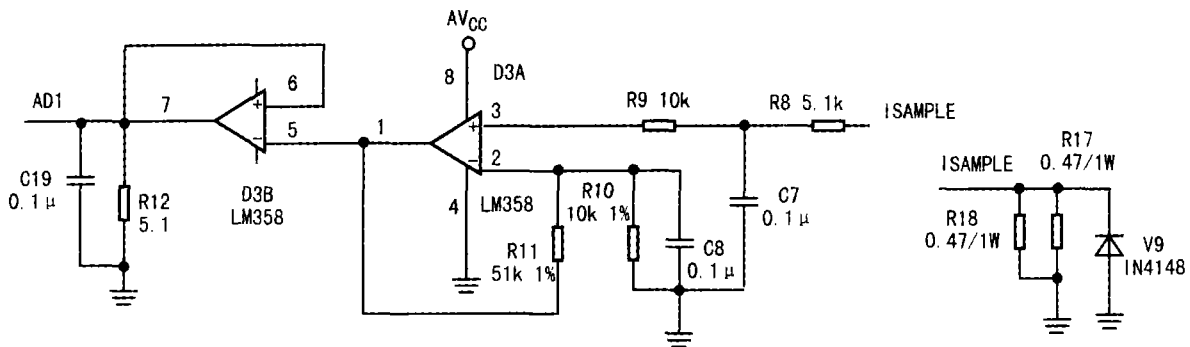 AV_CC
8
D3A
6
+
AD1
7
5
-
1
3
+
2
-
R9 10k
R8 5.1k
ISAMPLE
R17
0.47/1W
ISAMPLE
C19
0.1μ
R12
5.1
D3B
LM358
4
LM358
R10
10k 1%
R11
51k 1%
C8
0.1μ
C7
0.1μ
R18
0.47/1W
V9
IN4148